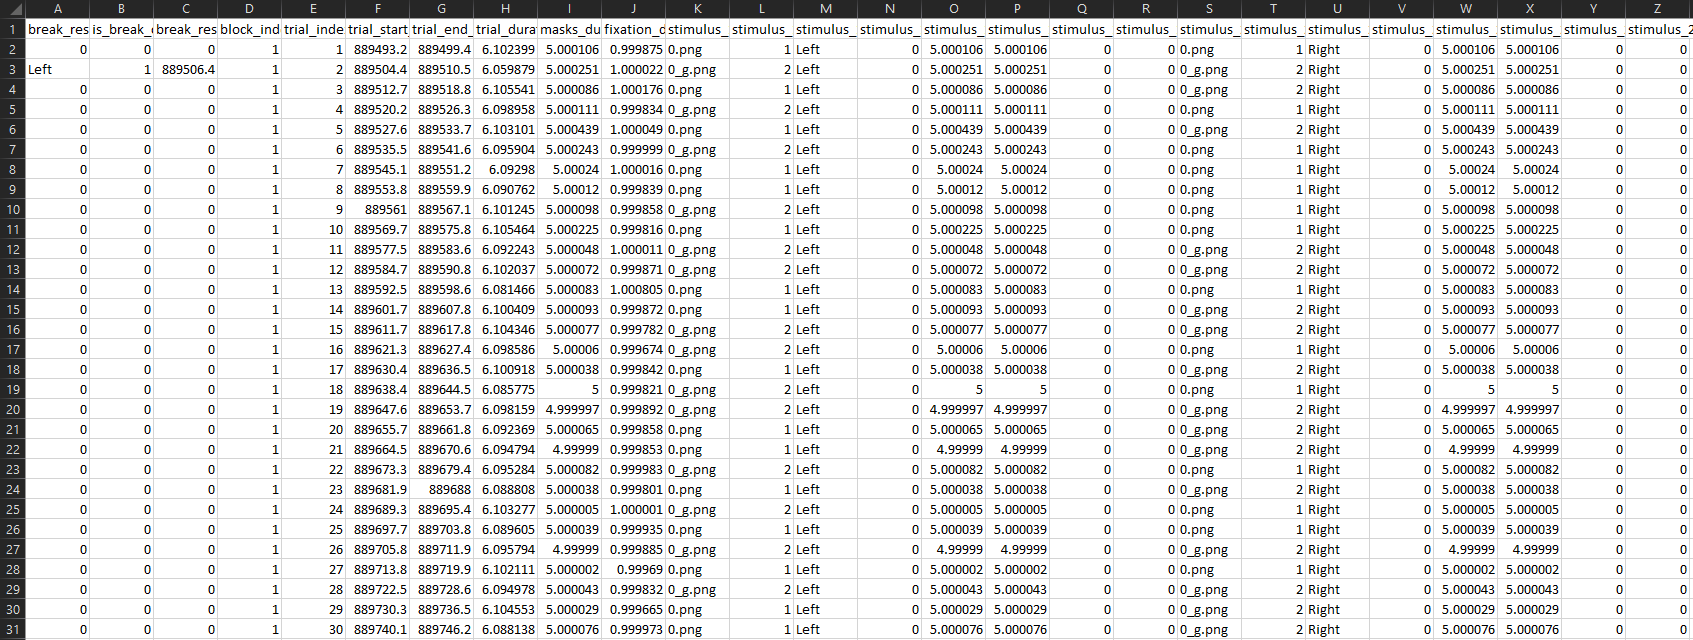 A B C D E F G H I J K L M N O P Q R S T U V W X Y Z
1 break_res is_break_ break_res block_ind trial_inde trial_start_ trial_end_ trial_dura masks_du fixation_d stimulus_ stimulus_ stimulus_ stimulus_ stimulus_ stimulus_ stimulus_ stimulus_ stimulus_ stimulus_ stimulus_ stimulus_ stimulus_ stimulus_ stimulus_ stimulus_2
2 0 0 0 1 1 889493.2 889499.4 6.102399 5.000106 0.999875 0.png 1 Left 0 5.000106 5.000106 0 0 0.png 1 Right 0 5.000106 5.000106 0 0
3 Left 1 889506.4 1 2 889504.4 889510.5 6.059879 5.000251 1.000022 0_g.png 2 Left 0 5.000251 5.000251 0 0 0_g.png 2 Right 0 5.000251 5.000251 0 0
4 0 0 0 1 3 889512.7 889518.8 6.105541 5.000086 1.000176 0.png 1 Left 0 5.000086 5.000086 0 0 0_g.png 2 Right 0 5.000086 5.000086 0 0
5 0 0 0 1 4 889520.2 889526.3 6.098958 5.000111 0.999834 0_g.png 2 Left 0 5.000111 5.000111 0 0 0.png 1 Right 0 5.000111 5.000111 0 0
6 0 0 0 1 5 889527.6 889533.7 6.103101 5.000439 1.000049 0.png 1 Left 0 5.000439 5.000439 0 0 0_g.png 2 Right 0 5.000439 5.000439 0 0
7 0 0 0 1 6 889535.5 889541.6 6.095904 5.000243 0.999999 0_g.png 2 Left 0 5.000243 5.000243 0 0 0.png 1 Right 0 5.000243 5.000243 0 0
8 0 0 0 1 7 889545.1 889551.2 6.09298 5.00024 1.000016 0.png 1 Left 0 5.00024 5.00024 0 0 0.png 1 Right 0 5.00024 5.00024 0 0
9 0 0 0 1 8 889553.8 889559.9 6.090762 5.00012 0.999839 0.png 1 Left 0 5.00012 5.00012 0 0 0.png 1 Right 0 5.00012 5.00012 0 0
10 0 0 0 1 9 889561 889567.1 6.101245 5.000098 0.999858 0_g.png 2 Left 0 5.000098 5.000098 0 0 0.png 1 Right 0 5.000098 5.000098 0 0
11 0 0 0 1 10 889569.7 889575.8 6.105464 5.000225 0.999816 0.png 1 Left 0 5.000225 5.000225 0 0 0.png 1 Right 0 5.000225 5.000225 0 0
12 0 0 0 1 11 889577.5 889583.6 6.092243 5.000048 1.000011 0_g.png 2 Left 0 5.000048 5.000048 0 0 0_g.png 2 Right 0 5.000048 5.000048 0 0
13 0 0 0 1 12 889584.7 889590.8 6.102037 5.000072 0.999871 0_g.png 2 Left 0 5.000072 5.000072 0 0 0_g.png 2 Right 0 5.000072 5.000072 0 0
14 0 0 0 1 13 889592.5 889598.6 6.081466 5.000083 1.000805 0.png 1 Left 0 5.000083 5.000083 0 0 0.png 1 Right 0 5.000083 5.000083 0 0
15 0 0 0 1 14 889601.7 889607.8 6.100409 5.000093 0.999872 0.png 1 Left 0 5.000093 5.000093 0 0 0_g.png 2 Right 0 5.000093 5.000093 0 0
16 0 0 0 1 15 889611.7 889617.8 6.104346 5.000077 0.999782 0_g.png 2 Left 0 5.000077 5.000077 0 0 0_g.png 2 Right 0 5.000077 5.000077 0 0
17 0 0 0 1 16 889621.3 889627.4 6.098586 5.00006 0.999674 0_g.png 2 Left 0 5.00006 5.00006 0 0 0.png 1 Right 0 5.00006 5.00006 0 0
18 0 0 0 1 17 889630.4 889636.5 6.100918 5.000038 0.999842 0.png 1 Left 0 5.000038 5.000038 0 0 0_g.png 2 Right 0 5.000038 5.000038 0 0
19 0 0 0 1 18 889638.4 889644.5 6.085775 5 0.999821 0_g.png 2 Left 0 5 5 0 0 0.png 1 Right 0 5 5 0 0
20 0 0 0 1 19 889647.6 889653.7 6.098159 4.999997 0.999892 0_g.png 2 Left 0 4.999997 4.999997 0 0 0_g.png 2 Right 0 4.999997 4.999997 0 0
21 0 0 0 1 20 889655.7 889661.8 6.092369 5.000065 0.999858 0.png 1 Left 0 5.000065 5.000065 0 0 0_g.png 2 Right 0 5.000065 5.000065 0 0
22 0 0 0 1 21 889664.5 889670.6 6.094794 4.99999 0.999853 0.png 1 Left 0 4.99999 4.99999 0 0 0_g.png 2 Right 0 4.99999 4.99999 0 0
23 0 0 0 1 22 889673.3 889679.4 6.095284 5.000082 0.999983 0_g.png 2 Left 0 5.000082 5.000082 0 0 0.png 1 Right 0 5.000082 5.000082 0 0
24 0 0 0 1 23 889681.9 889688 6.088808 5.000038 0.999801 0.png 1 Left 0 5.000038 5.000038 0 0 0_g.png 2 Right 0 5.000038 5.000038 0 0
25 0 0 0 1 24 889689.3 889695.4 6.103277 5.000005 1.000001 0_g.png 2 Left 0 5.000005 5.000005 0 0 0.png 1 Right 0 5.000005 5.000005 0 0
26 0 0 0 1 25 889697.7 889703.8 6.089605 5.000039 0.999935 0.png 1 Left 0 5.000039 5.000039 0 0 0.png 1 Right 0 5.000039 5.000039 0 0
27 0 0 0 1 26 889705.8 889711.9 6.095794 4.99999 0.999885 0_g.png 2 Left 0 4.99999 4.99999 0 0 0_g.png 2 Right 0 4.99999 4.99999 0 0
28 0 0 0 1 27 889713.8 889719.9 6.102111 5.000002 0.99969 0.png 1 Left 0 5.000002 5.000002 0 0 0.png 1 Right 0 5.000002 5.000002 0 0
29 0 0 0 1 28 889722.5 889728.6 6.094978 5.000043 0.999832 0_g.png 2 Left 0 5.000043 5.000043 0 0 0_g.png 2 Right 0 5.000043 5.000043 0 0
30 0 0 0 1 29 889730.3 889736.5 6.104553 5.000029 0.999665 0.png 1 Left 0 5.000029 5.000029 0 0 0_g.png 2 Right 0 5.000029 5.000029 0 0
31 0 0 0 1 30 889740.1 889746.2 6.088138 5.000076 0.999973 0.png 1 Left 0 5.000076 5.000076 0 0 0_g.png 2 Right 0 5.000076 5.000076 0 0